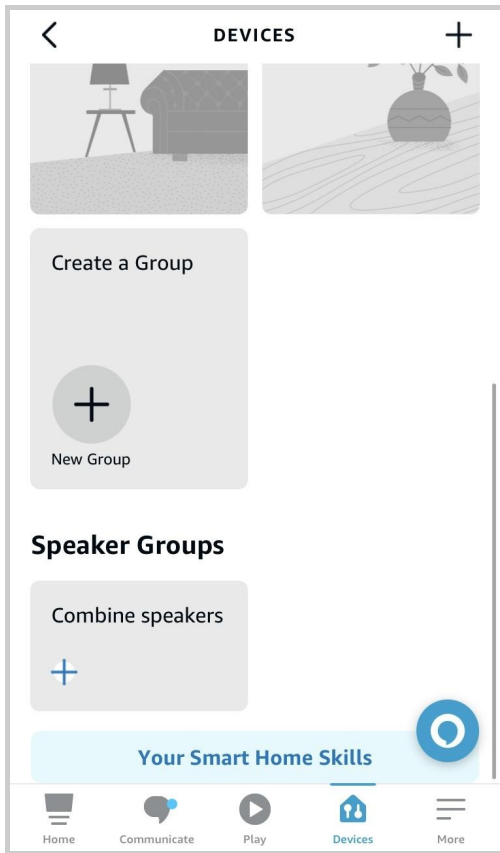 DEVICES
Create a Group
New Group
Speaker Groups
Combine speakers
Your Smart Home Skills
Home Communicate Play Devices More